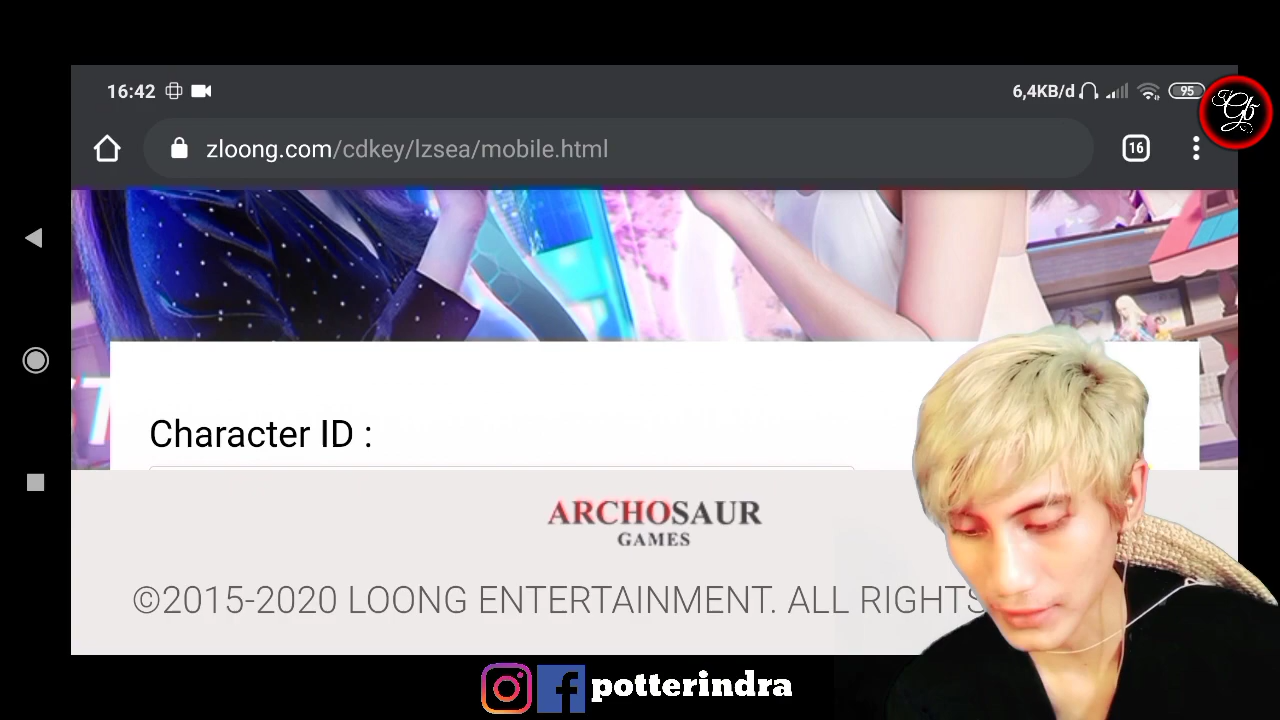 16:42
6,4KB/d
95
zloong.com/cdkey/lzsea/mobile.html
16
Character ID :
ARCHOSAUR
GAMES
©2015-2020 LOONG ENTERTAINMENT. ALL RIGHTS
potterindra